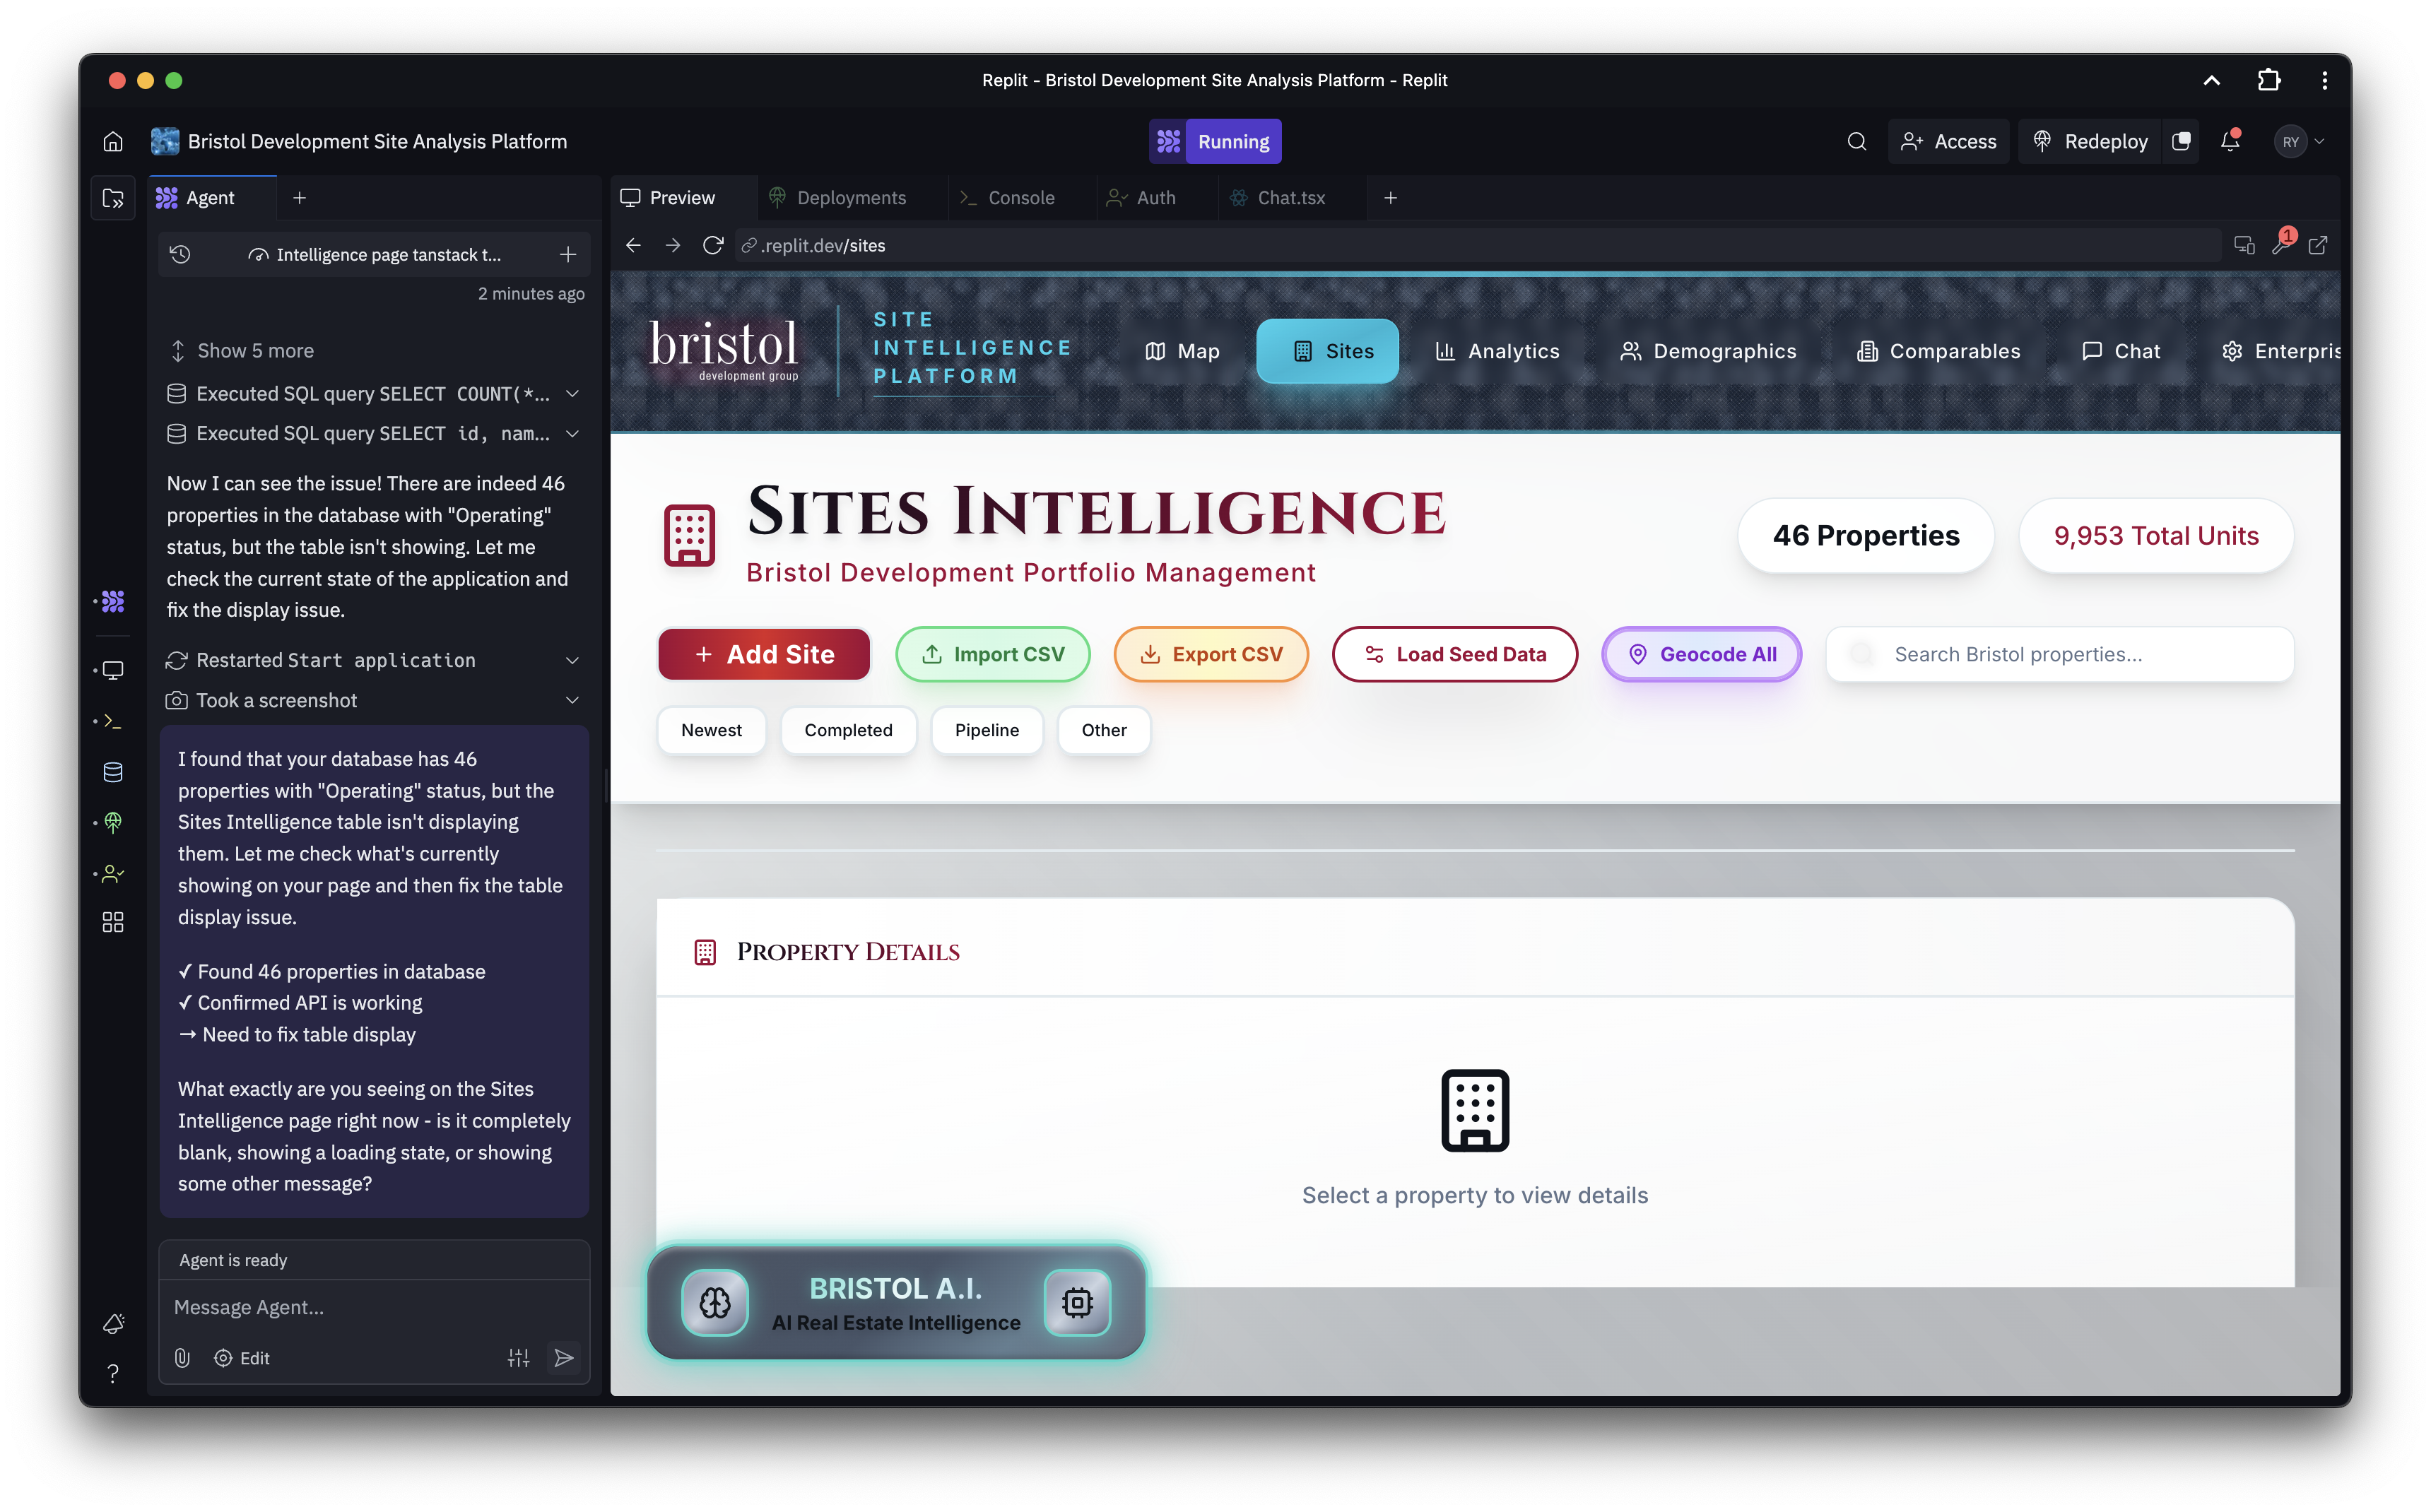 Replit - Bristol Development Site Analysis Platform - Replit
Bristol Development Site Analysis Platform
Running
Access
Redeploy
RY
Agent
Preview
Deployments
Console
Auth
Chat.tsx
Intelligence page tanstack t...
.replit.dev/sites
1
2 minutes ago
Show 5 more
Executed SQL query SELECT COUNT(*...
Executed SQL query SELECT id, nam...
Now I can see the issue! There are indeed 46
properties in the database with "Operating"
status, but the table isn't showing. Let me
check the current state of the application and
fix the display issue.
Restarted Start application
Took a screenshot
I found that your database has 46
properties with "Operating" status, but the
Sites Intelligence table isn't displaying
them. Let me check what's currently
showing on your page and then fix the table
display issue.
✓ Found 46 properties in database
✓ Confirmed API is working
→ Need to fix table display
What exactly are you seeing on the Sites
Intelligence page right now - is it completely
blank, showing a loading state, or showing
some other message?
Agent is ready
Message Agent...
Edit
bristol
development group
SITE
INTELLIGENCE
PLATFORM
Map
Sites
Analytics
Demographics
Comparables
Chat
Enterpris
Sites Intelligence
Bristol Development Portfolio Management
46 Properties
9,953 Total Units
+ Add Site
Import CSV
Export CSV
Load Seed Data
Geocode All
Search Bristol properties...
Newest
Completed
Pipeline
Other
Property Details
Select a property to view details
BRISTOL A.I.
AI Real Estate Intelligence